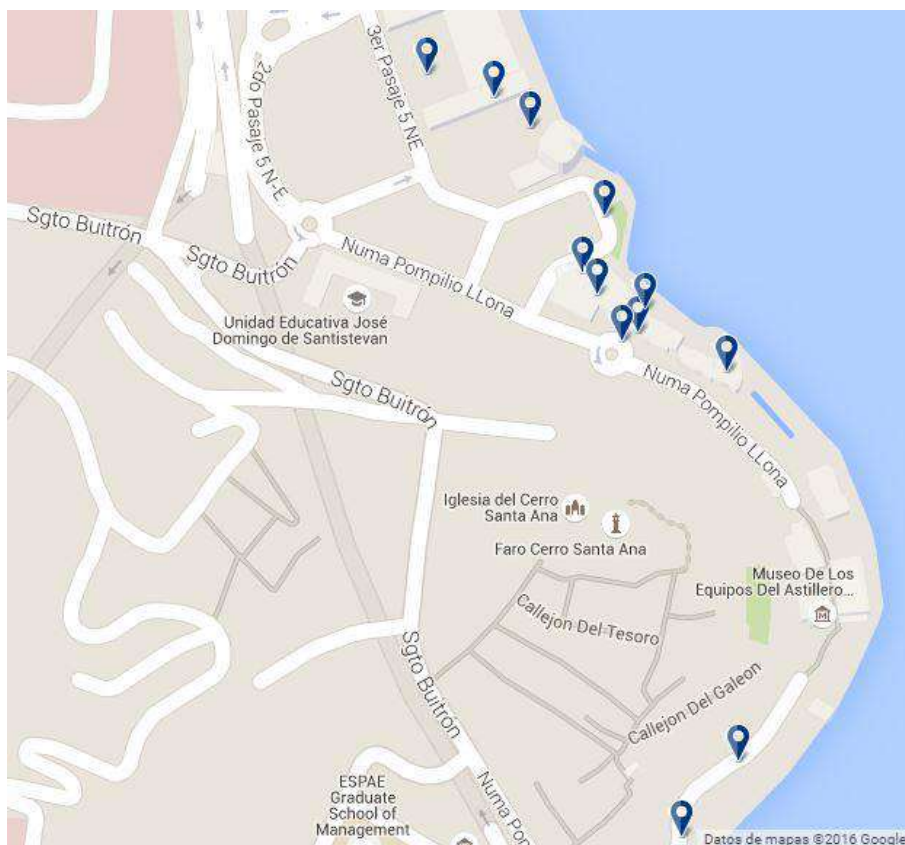 3er Pasaje 5 NE
2do Pasaje 5 N-E
Sgto Buitrón
Sgto Buitrón
Numa Pompilio LLona
Unidad Educativa José
Domingo de Santistevan
Sgto Buitrón
Numa Pompilio LLona
Iglesia del Cerro
Santa Ana
Faro Cerro Santa Ana
Museo De Los
Equipos Del Astillero...
M
Callejon Del Tesoro
Callejon Del Galeon
Sgto Buitrón
ESPAE
Graduate
School of
Management
Numa Pon
Datos de mapas ©2016 Google